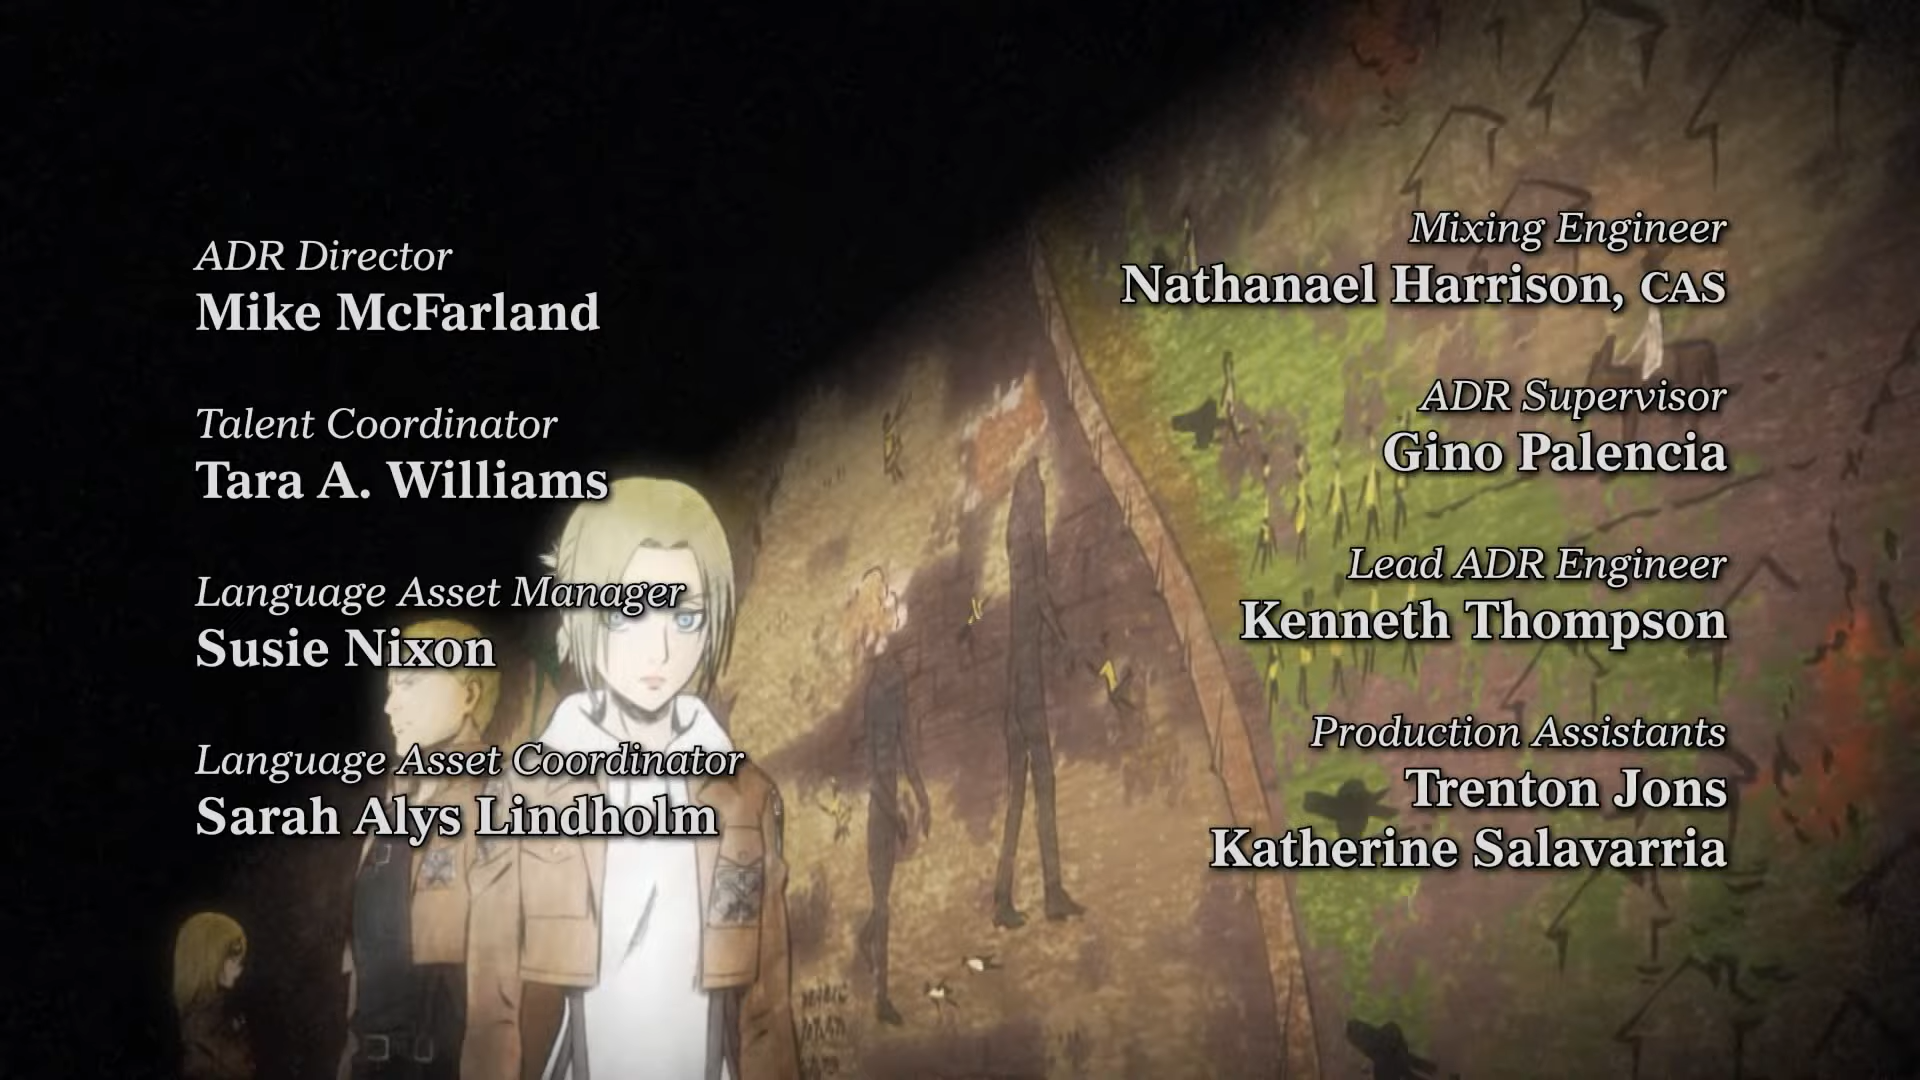 ADR Director
Mike McFarland
Talent Coordinator
Tara A. Williams
Language Asset Manager
Susie Nixon
Language Asset Coordinator
Sarah Alys Lindholm
Mixing Engineer
Nathanael Harrison, CAS
ADR Supervisor
Gino Palencia
Lead ADR Engineer
Kenneth Thompson
Production Assistants
Trenton Jons
Katherine Salavarria